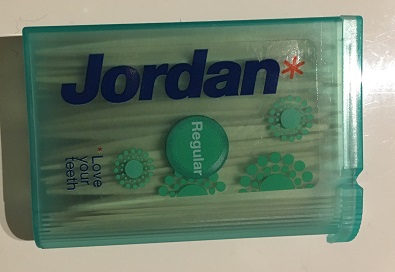 Jordan*
Regular
*Love
your
teeth